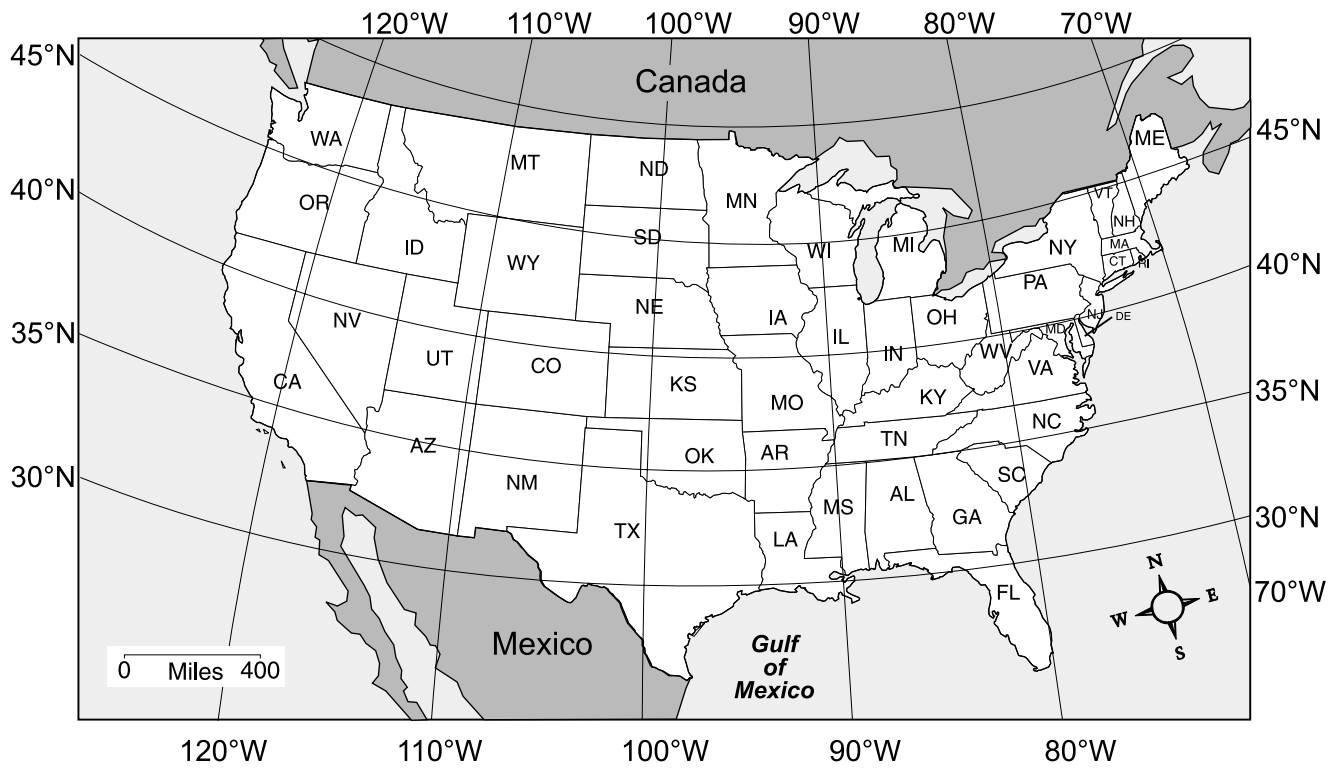 120°W 110°W 100°W 90°W 80°W 70°W
45°N
Canada
45°N
WA
MT
ND
MN
ME
40°N
OR
ID
WY
SD
WI
MI
NY
VT
NH
MA
CT
RI
40°N
35°N
NV
UT
CO
NE
IA
IL
IN
OH
PA
NJ
DE
MD
WV
VA
CA
KS
MO
KY
35°N
AZ
NM
OK
AR
TN
NC
SC
30°N
TX
LA
MS
AL
GA
30°N
FL
70°W
N
W E
S
0 Miles 400
Mexico
Gulf
of
Mexico
120°W 110°W 100°W 90°W 80°W